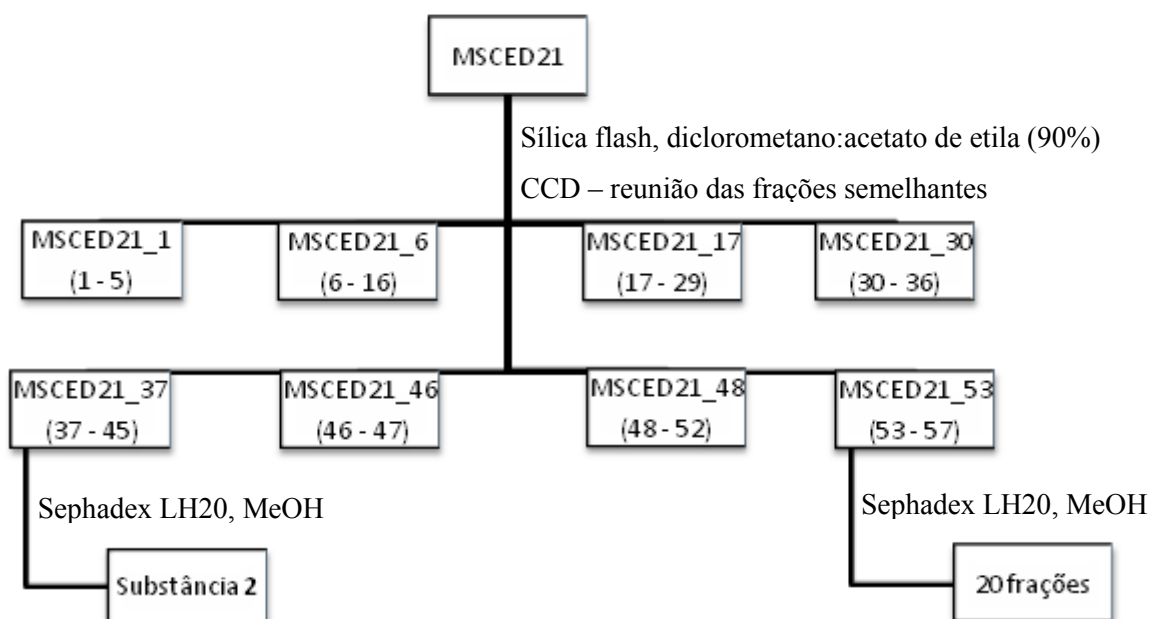 MSCED21
Sílica flash, diclorometano:acetato de etila (90%)
CCD – reunião das frações semelhantes
MSCED21_1
(1 - 5)
MSCED21_6
(6 - 16)
MSCED21_17
(17 - 29)
MSCED21_30
(30 - 36)
MSCED21_37
(37 - 45)
MSCED21_46
(46 - 47)
MSCED21_48
(48 - 52)
MSCED21_53
(53 - 57)
Sephadex LH20, MeOH
Sephadex LH20, MeOH
Substância 2
20 frações